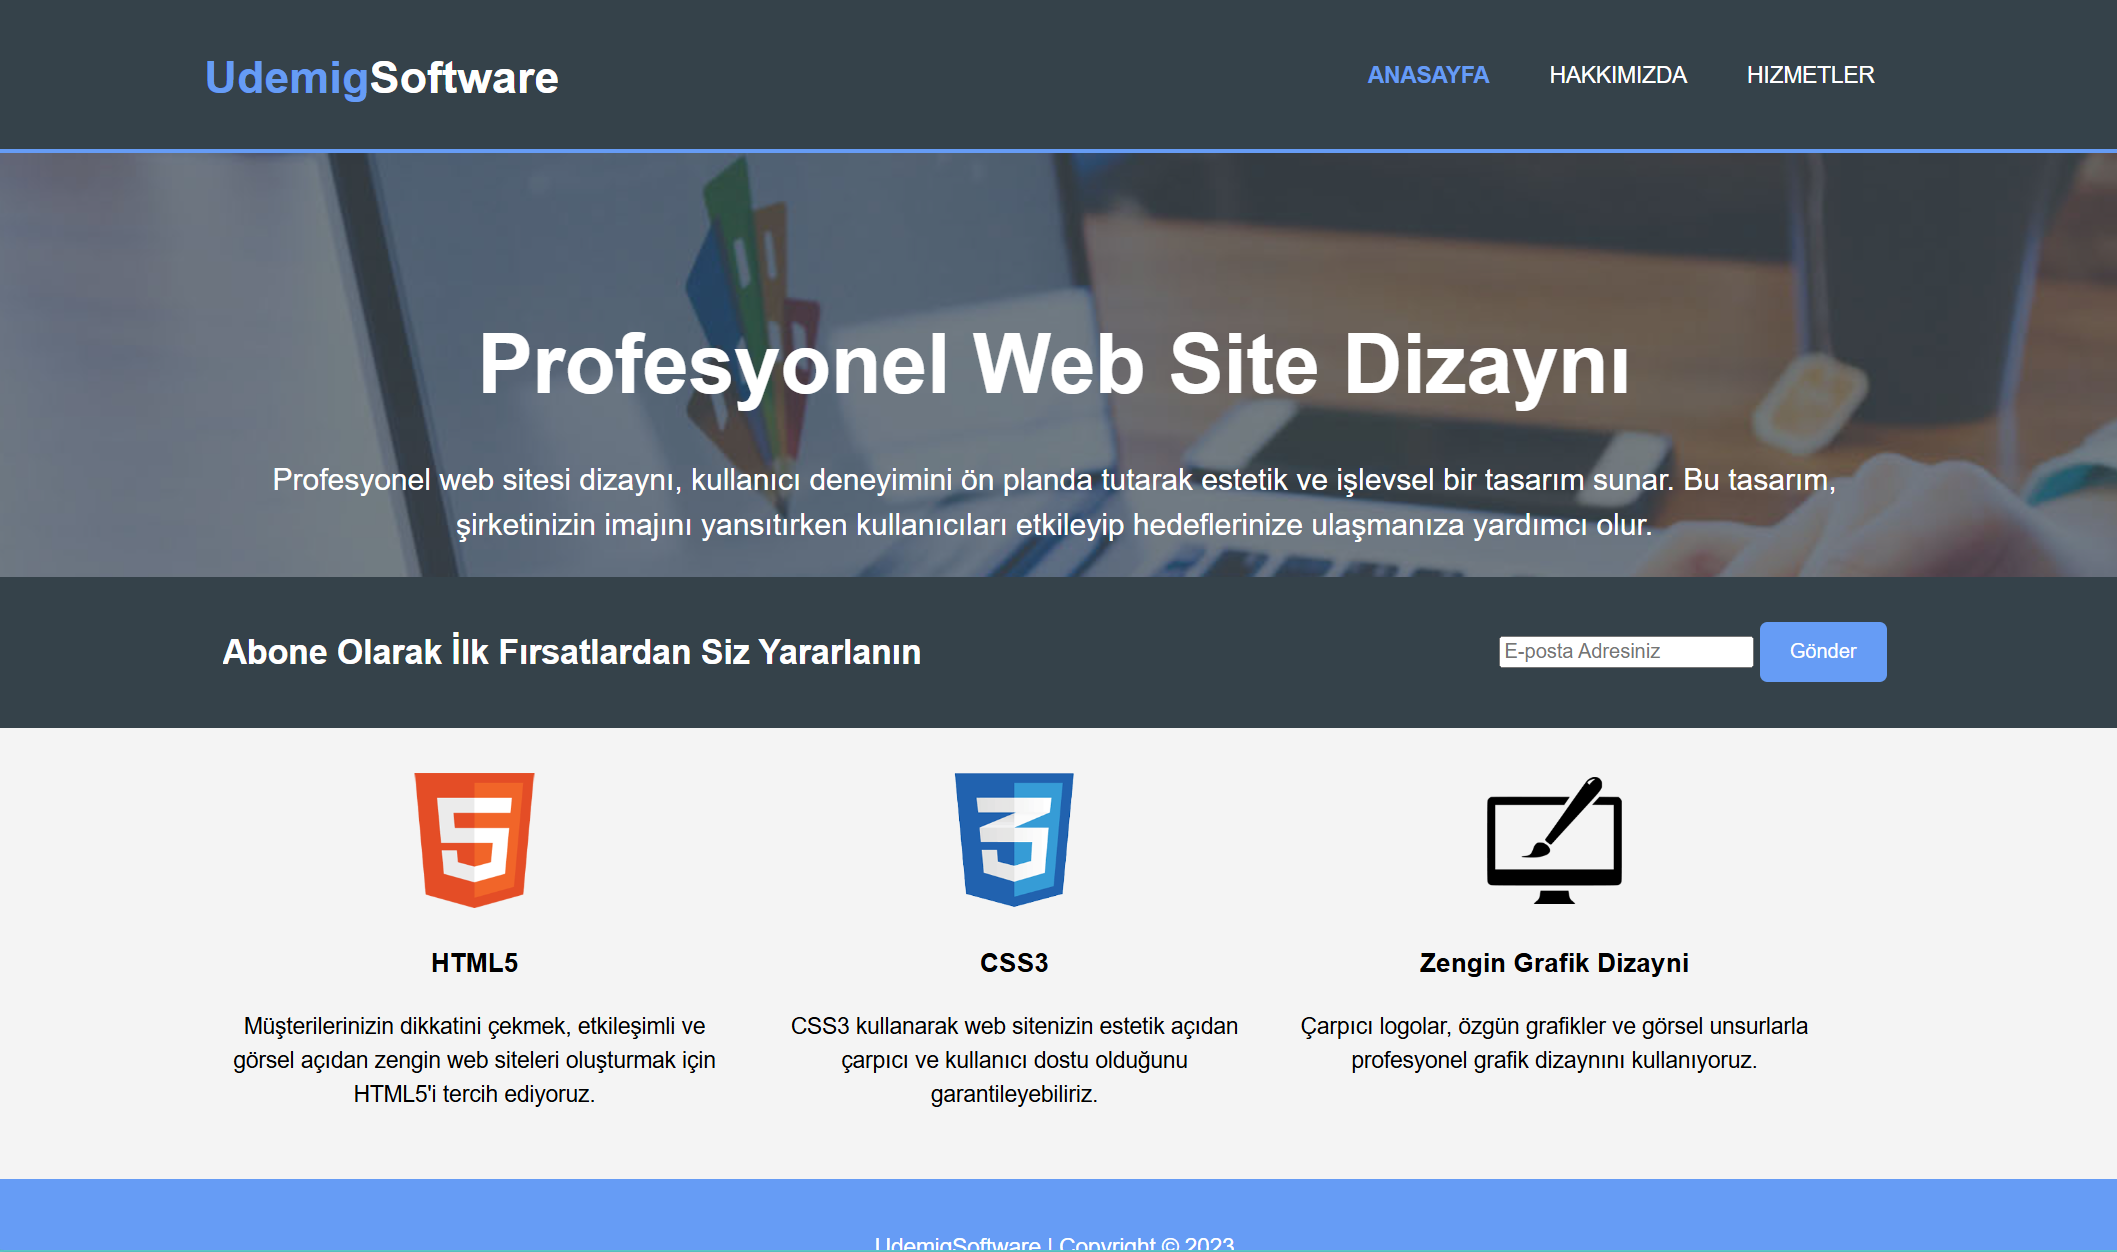 UdemigSoftware
ANASAYFA HAKKIMIZDA HIZMETLER
Profesyonel Web Site Dizaynı
Profesyonel web sitesi dizaynı, kullanıcı deneyimini ön planda tutarak estetik ve işlevsel bir tasarım sunar. Bu tasarım,
şirketinizin imajını yansıtırken kullanıcıları etkileyip hedeflerinize ulaşmanıza yardımcı olur.
Abone Olarak İlk Fırsatlardan Siz Yararlanın
E-posta Adresiniz
Gönder
HTML5
Müşterilerinizin dikkatini çekmek, etkileşimli ve
görsel açıdan zengin web siteleri oluşturmak için
HTML5'i tercih ediyoruz.
CSS3
CSS3 kullanarak web sitenizin estetik açıdan
çarpıcı ve kullanıcı dostu olduğunu
garantileyebiliriz.
Zengin Grafik Dizayni
Çarpıcı logolar, özgün grafikler ve görsel unsurlarla
profesyonel grafik dizaynını kullanıyoruz.
UdemigSoftware | Copyright © 2023